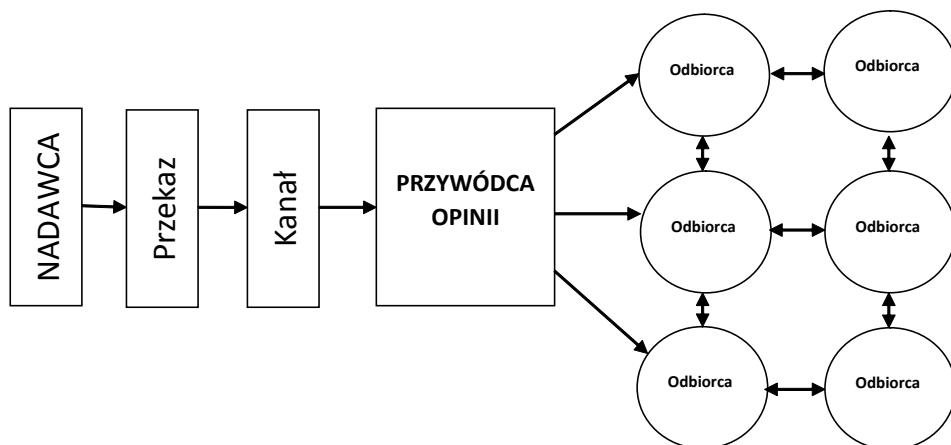 NADAWCA
Przekaz
Kanał
PRZYWÓDCA
OPINII
Odbiorca
Odbiorca
Odbiorca
Odbiorca
Odbiorca
Odbiorca